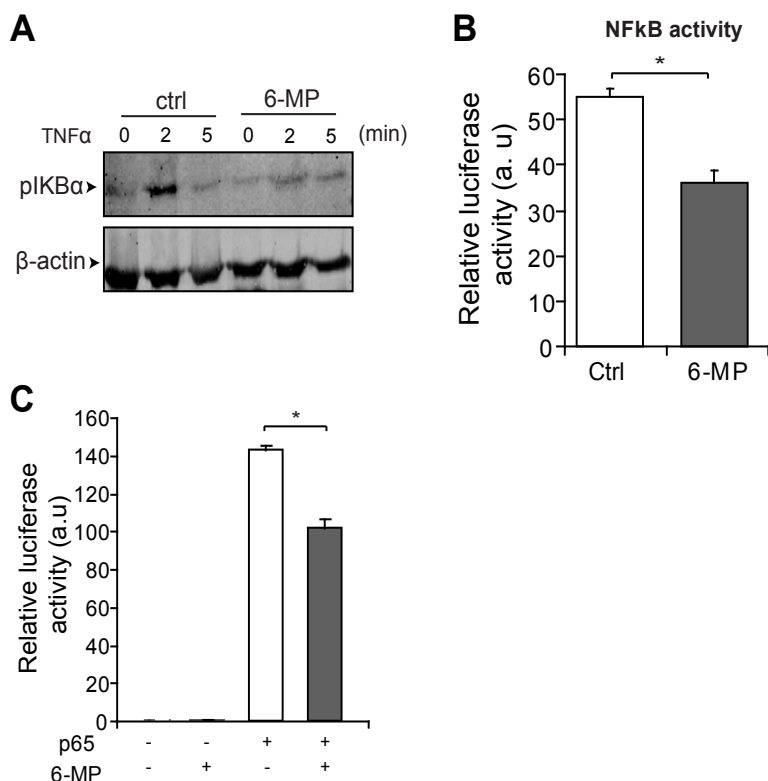 A
ctrl 6-MP
TNFα 0 2 5 0 2 5 (min)
pIKBα
β-actin
B
NFkB activity
*
Relative luciferase
activity (a. u)
60
50
40
30
20
10
0
Ctrl 6-MP
C
*
Relative luciferase
activity (a.u)
160
140
120
100
80
60
40
20
0
p65 - - + +
6-MP - + - +